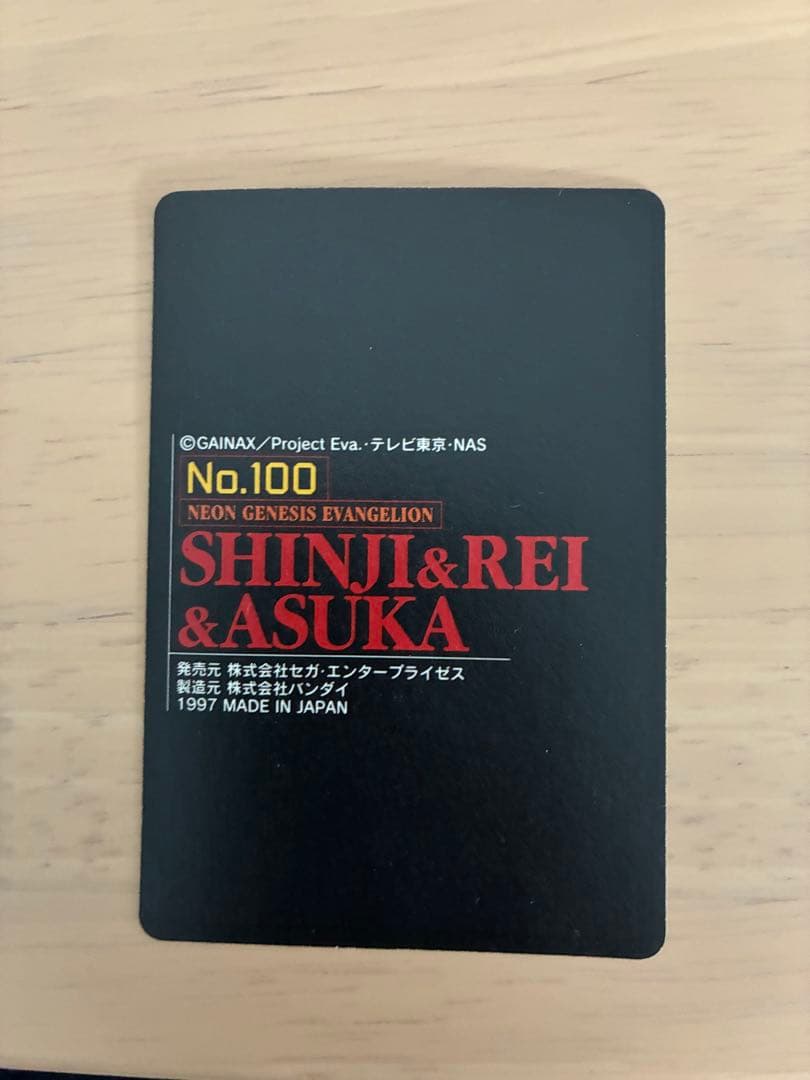 ©GAINAX／Project Eva.・テレビ東京・NAS
No.100
NEON GENESIS EVANGELION
SHINJI&REI
&ASUKA
発売元 株式会社セガ・エンタープライゼス
製造元 株式会社バンダイ
1997 MADE IN JAPAN